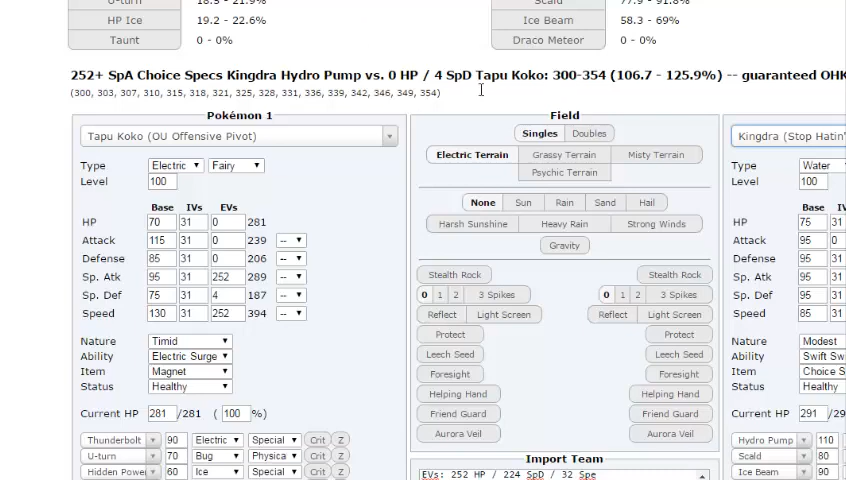 U-turn 18.5 - 21.9% Scald 77.9 - 91.8%
HP Ice 19.2 - 22.6% Ice Beam 58.3 - 69%
Taunt 0 - 0% Draco Meteor 0 - 0%
252+ SpA Choice Specs Kingdra Hydro Pump vs. 0 HP / 4 SpD Tapu Koko: 300-354 (106.7 - 125.9%) -- guaranteed OHK
(300, 303, 307, 310, 315, 318, 321, 325, 328, 331, 336, 339, 342, 346, 349, 354)
Pokémon 1
Tapu Koko (OU Offensive Pivot)
Type Electric Fairy
Level 100
Base IVs EVs
HP 70 31 0 281
Attack 115 31 0 239 --
Defense 85 31 0 206 --
Sp. Atk 95 31 252 289 --
Sp. Def 75 31 4 187 --
Speed 130 31 252 394 --
Nature Timid
Ability Electric Surge
Item Magnet
Status Healthy
Current HP 281 /281 ( 100 %)
Thunderbolt 90 Electric Special Crit Z
U-turn 70 Bug Physica Crit Z
Hidden Power 60 Ice Special Crit Z
Field
Singles Doubles
Electric Terrain Grassy Terrain Misty Terrain
Psychic Terrain
None Sun Rain Sand Hail
Harsh Sunshine Heavy Rain Strong Winds
Gravity
Stealth Rock Stealth Rock
0 1 2 3 Spikes 0 1 2 3 Spikes
Reflect Light Screen Reflect Light Screen
Protect Protect
Leech Seed Leech Seed
Foresight Foresight
Helping Hand Helping Hand
Friend Guard Friend Guard
Aurora Veil Aurora Veil
Import Team
EVs: 252 HP / 224 SpD / 32 Spe
Kingdra (Stop Hatin'
Type Water
Level 100
Base IV
HP 75 31
Attack 95 0
Defense 95 31
Sp. Atk 95 31
Sp. Def 95 31
Speed 85 31
Nature Modest
Ability Swift Sw
Item Choice S
Status Healthy
Current HP 291 /29
Hydro Pump 110
Scald 80
Ice Beam 90